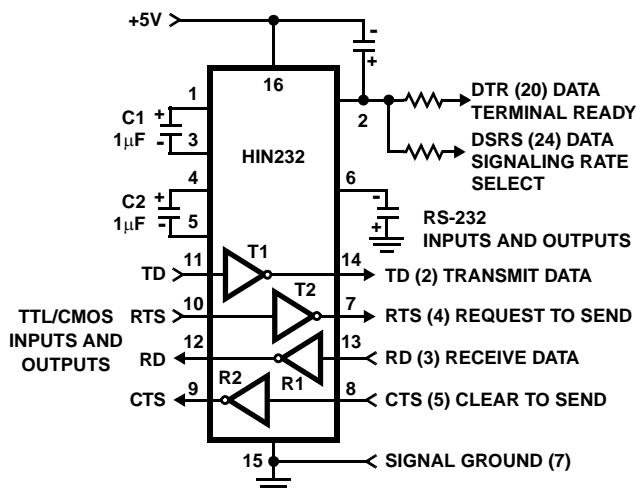 +5V
-
+
16
1
C1
+
1μF
-
3
2
DTR (20) DATA
TERMINAL READY
HIN232
DSRS (24) DATA
SIGNALING RATE
SELECT
4
C2
+
1μF
-
5
6
-
+
RS-232
INPUTS AND OUTPUTS
TD
11
T1
14
TD (2) TRANSMIT DATA
TTL/CMOS
INPUTS AND
OUTPUTS
RTS
10
T2
7
RTS (4) REQUEST TO SEND
RD
12
R1
13
RD (3) RECEIVE DATA
CTS
9
R2
8
CTS (5) CLEAR TO SEND
15
SIGNAL GROUND (7)